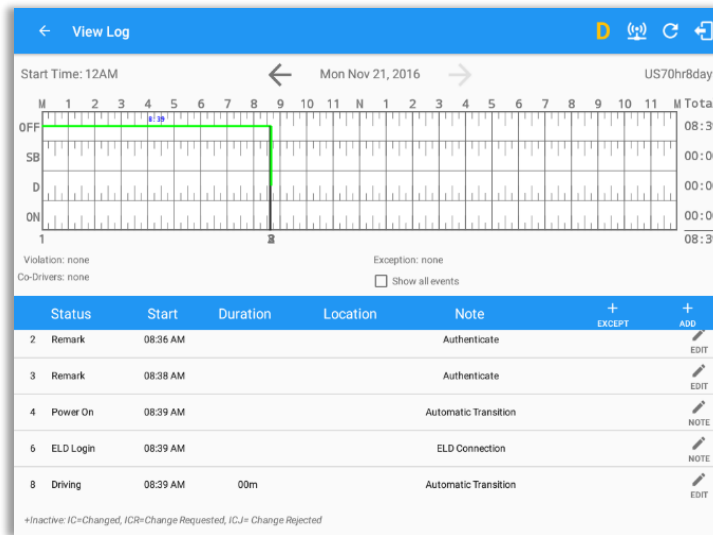 View Log D
Start Time: 12AM Mon Nov 21, 2016 US70hr8day
M 1 2 3 4 5 6 7 8 9 10 11 N 1 2 3 4 5 6 7 8 9 10 11 M Tota
OFF 8:39 08:39
SB 00:00
D 00:00
ON 00:00
1 08:39
Violation: none Exception: none
Co-Drivers: none Show all events
Status Start Duration Location Note + EXCEPT + ADD
2 Remark 08:36 AM Authenticate EDIT
3 Remark 08:38 AM Authenticate EDIT
4 Power On 08:39 AM Automatic Transition NOTE
6 ELD Login 08:39 AM ELD Connection NOTE
8 Driving 08:39 AM 00m Automatic Transition EDIT
+Inactive: IC=Changed, ICR=Change Requested, ICJ= Change Rejected